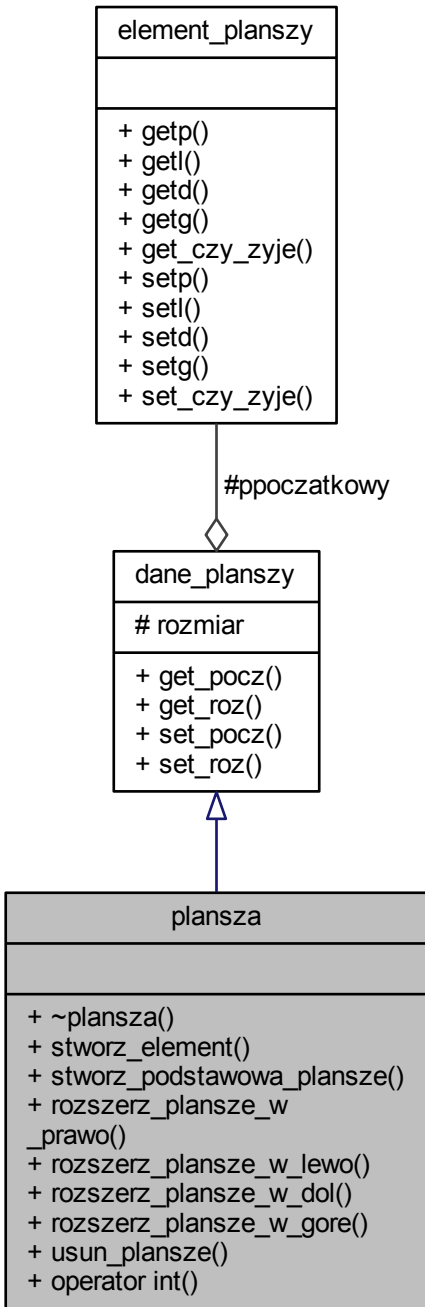 element_planszy
+ getp()
+ getl()
+ getd()
+ getg()
+ get_czy_zyje()
+ setp()
+ setl()
+ setd()
+ setg()
+ set_czy_zyje()
#ppoczatkowy
dane_planszy
# rozmiar
+ get_pocz()
+ get_roz()
+ set_pocz()
+ set_roz()
plansza
+ ~plansza()
+ stworz_element()
+ stworz_podstawowa_plansze()
+ rozszerz_plansze_w
_prawo()
+ rozszerz_plansze_w_lewo()
+ rozszerz_plansze_w_dol()
+ rozszerz_plansze_w_gore()
+ usun_plansze()
+ operator int()